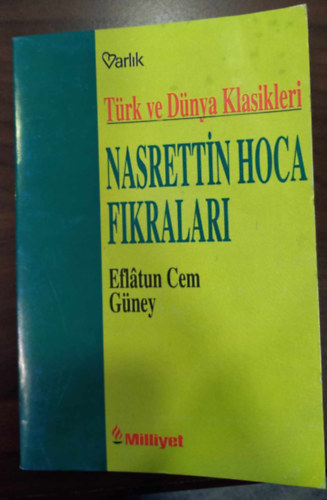 Varlık
Türk ve Dünya Klasikleri
NASRETTİN HOCA
FIKRALARI
Eflâtun Cem
Güney
Milliyet